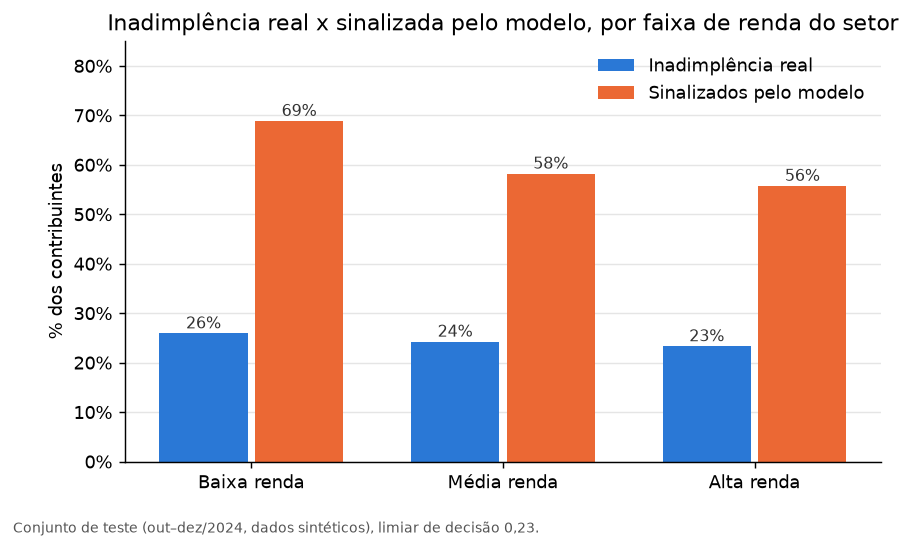 Inadimplência real x sinalizada pelo modelo, por faixa de renda do setor
Inadimplência real
Sinalizados pelo modelo
% dos contribuintes
80%
70%
60%
50%
40%
30%
20%
10%
0%
26%
69%
24%
58%
23%
56%
Baixa renda
Média renda
Alta renda
Conjunto de teste (out–dez/2024, dados sintéticos), limiar de decisão 0,23.